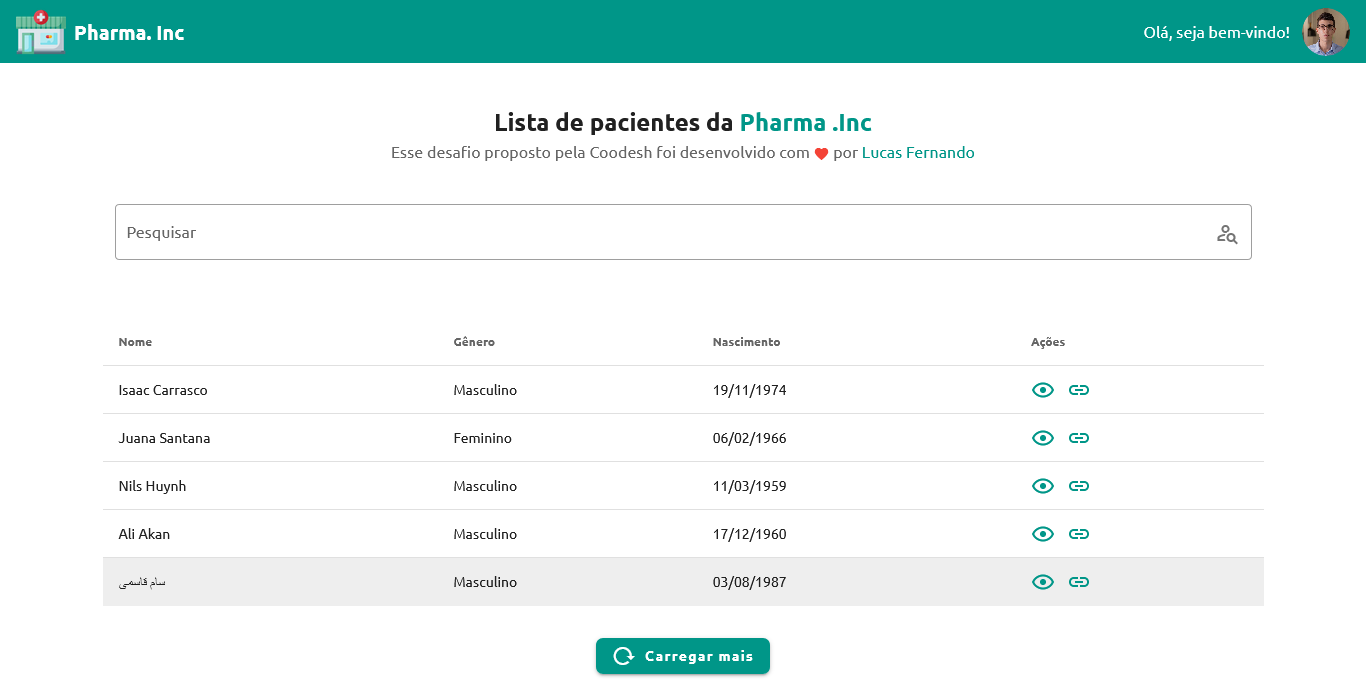 Pharma. Inc
Olá, seja bem-vindo!
Lista de pacientes da Pharma .Inc
Esse desafio proposto pela Coodesh foi desenvolvido com ❤ por Lucas Fernando
Pesquisar
Nome Gênero Nascimento Ações
Isaac Carrasco Masculino 19/11/1974
Juana Santana Feminino 06/02/1966
Nils Huynh Masculino 11/03/1959
Ali Akan Masculino 17/12/1960
سام قاسمی Masculino 03/08/1987
Carregar mais